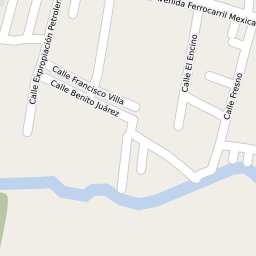 Avenida Ferrocarril Mexica
Calle Expropiación Petroler
Calle El Encino
Calle Francisco Villa
Calle Benito Juárez
Calle Fresno